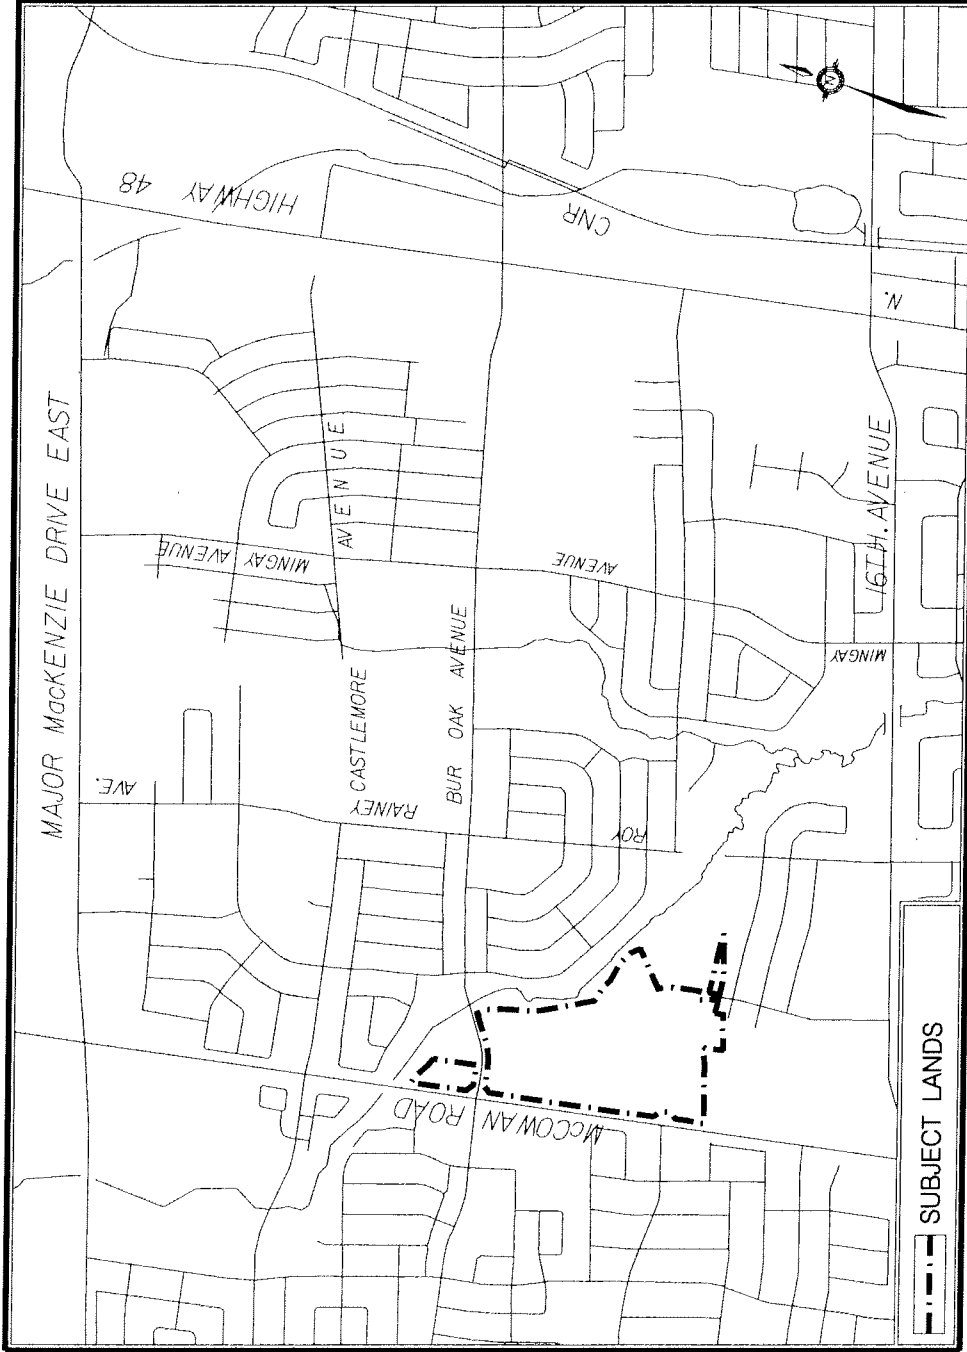 MAJOR MacKENZIE DRIVE EAST
HIGHWAY 48
CNR
N.
N
AVENUE
MINGAY AVENUE
AVENUE
16TH. AVENUE
MINGAY
CASTLEMORE
BUR OAK AVENUE
AVE.
RAINEY
ROY
McCOWAN ROAD
SUBJECT LANDS